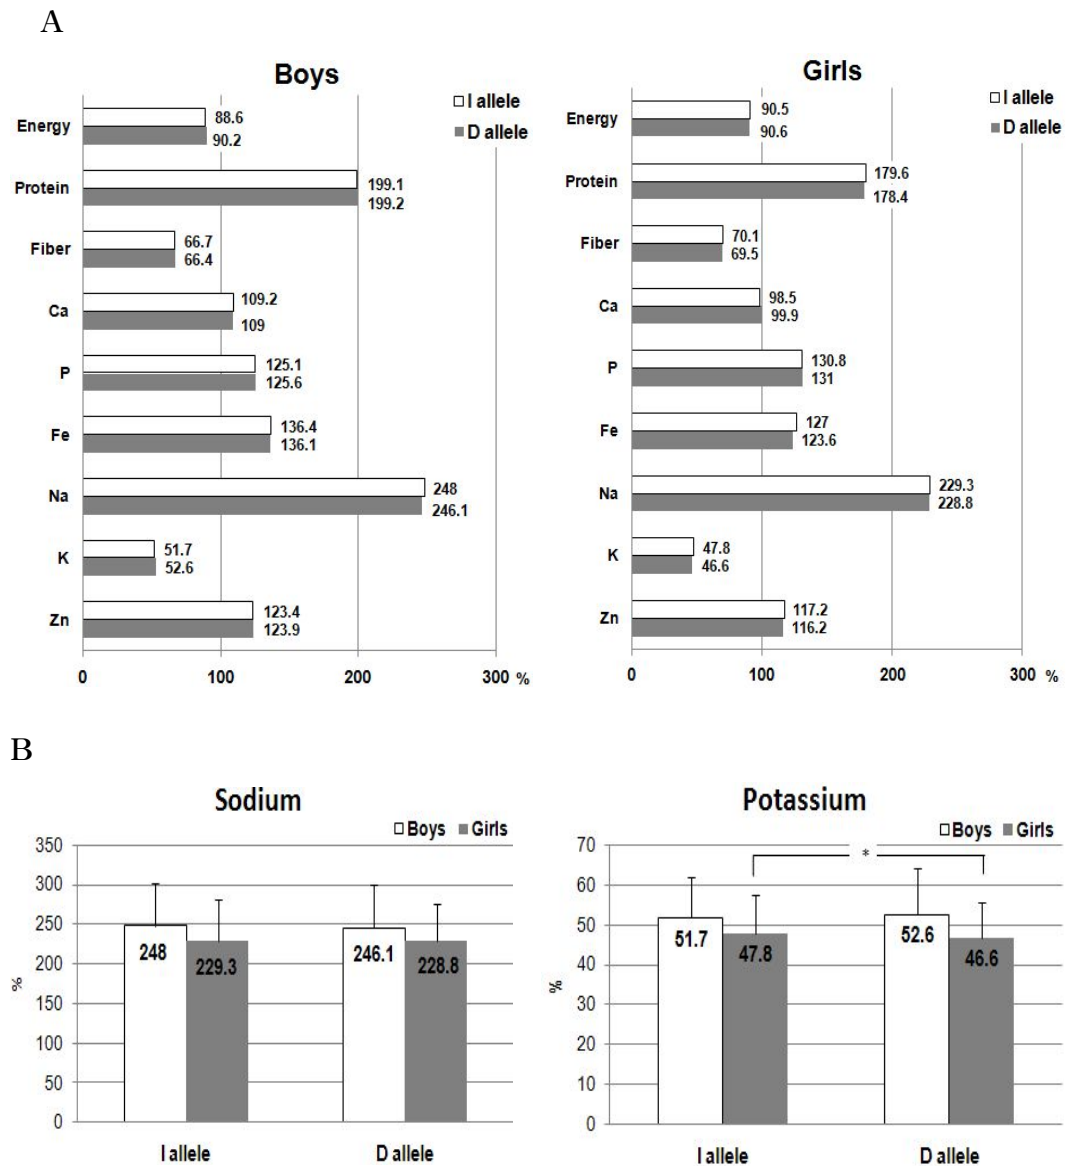 A
Boys
I allele
D allele
Energy
88.6
90.2
Protein
199.1
199.2
Fiber
66.7
66.4
Ca
109.2
109
P
125.1
125.6
Fe
136.4
136.1
Na
248
246.1
K
51.7
52.6
Zn
123.4
123.9
0 100 200 300 %
Girls
I allele
D allele
Energy
90.5
90.6
Protein
179.6
178.4
Fiber
70.1
69.5
Ca
98.5
99.9
P
130.8
131
Fe
127
123.6
Na
229.3
228.8
K
47.8
46.6
Zn
117.2
116.2
0 100 200 300 %
B
Sodium
Boys Girls
350
300
250
200
150
100
50
0
%
248
229.3
246.1
228.8
I allele D allele
Potassium
Boys Girls
70
60
50
40
30
20
10
0
%
*
51.7
47.8
52.6
46.6
I allele D allele